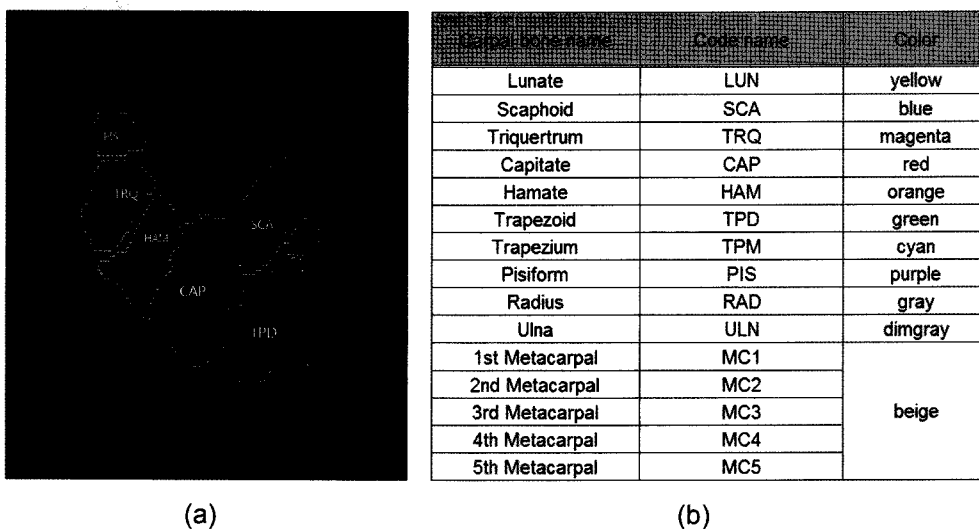 PIS
TRQ
HAM
SCA
CAP
TPD
Carpal bone name Code name Color
Lunate LUN yellow
Scaphoid SCA blue
Triquertrum TRQ magenta
Capitate CAP red
Hamate HAM orange
Trapezoid TPD green
Trapezium TPM cyan
Pisiform PIS purple
Radius RAD gray
Ulna ULN dimgray
1st Metacarpal MC1
2nd Metacarpal MC2
3rd Metacarpal MC3 beige
4th Metacarpal MC4
5th Metacarpal MC5
(a) (b)